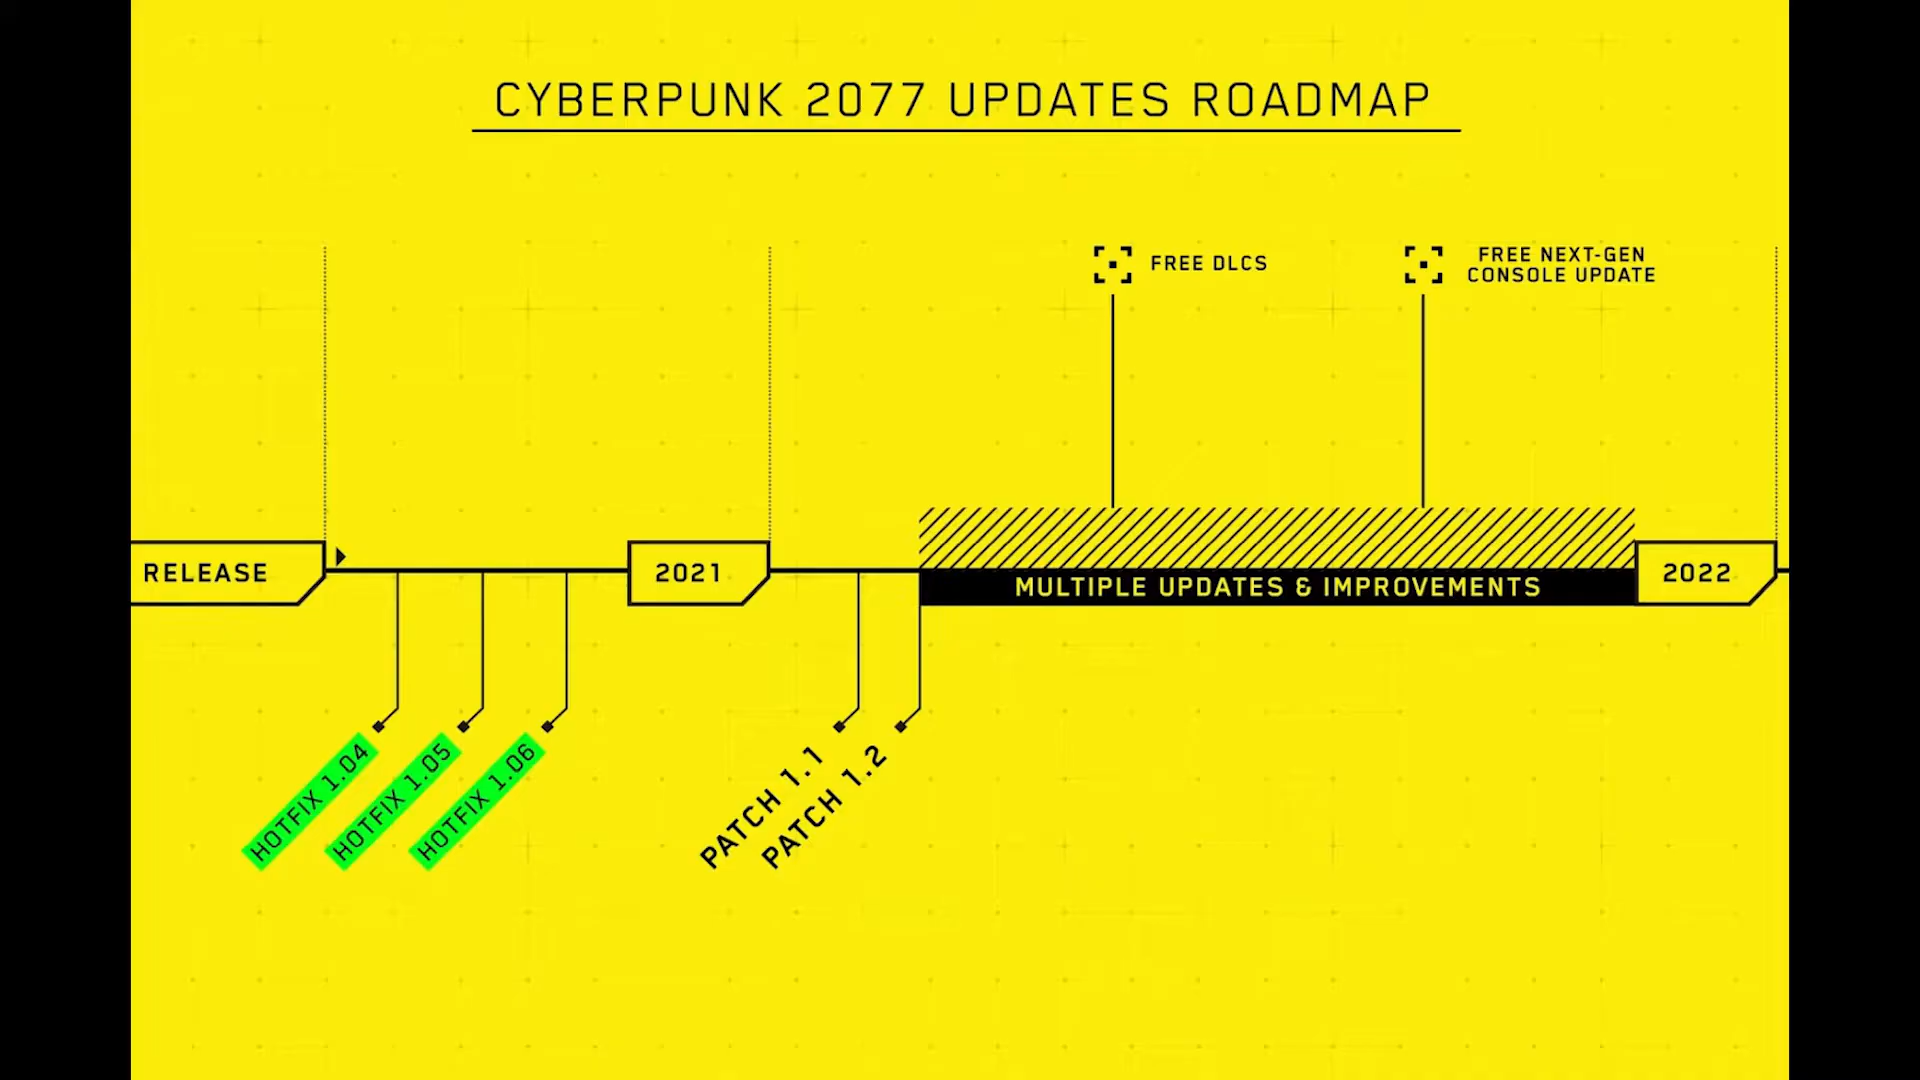 CYBERPUNK 2077 UPDATES ROADMAP
FREE DLCS
FREE NEXT-GEN
CONSOLE UPDATE
RELEASE
2021
MULTIPLE UPDATES & IMPROVEMENTS
2022
HOTFIX 1.04
HOTFIX 1.05
HOTFIX 1.06
PATCH 1.1
PATCH 1.2